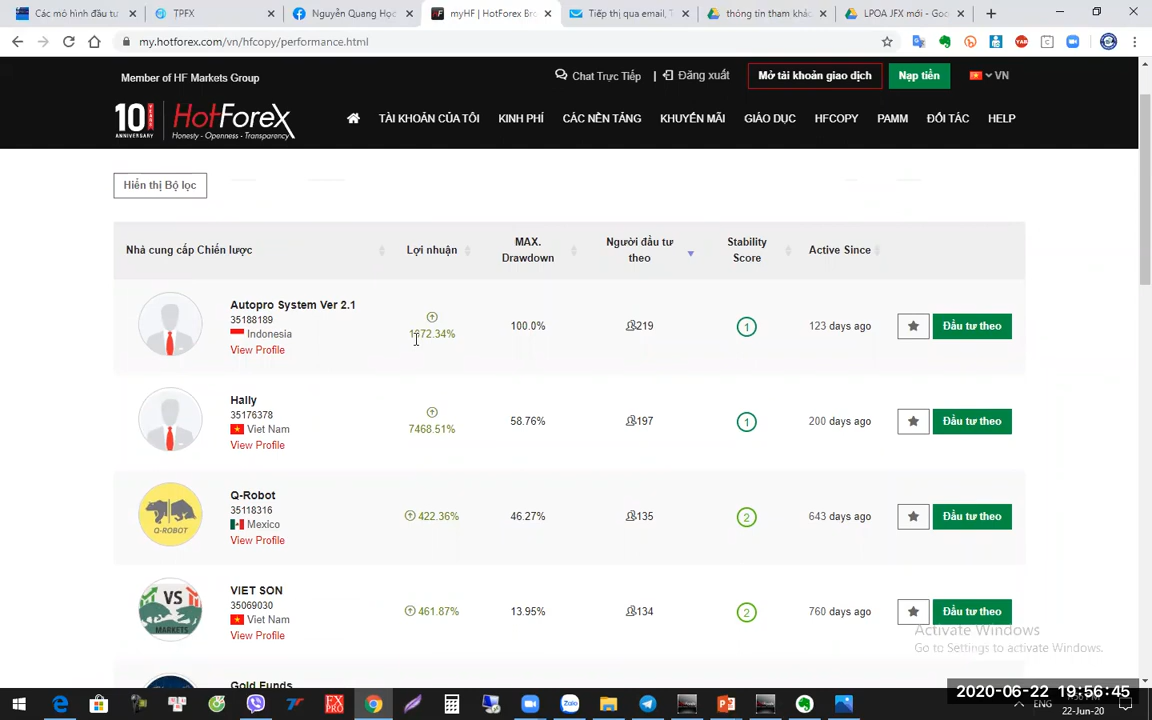 Các mô hình đầu tư
TPFX
Nguyễn Quang Học
myHF | HotForex Bro
Tiếp thị qua email, T
thông tin tham khảo
LPOA JFX mới - Goo
my.hotforex.com/vn/hfcopy/performance.html
Member of HF Markets Group
Chat Trực Tiếp
Đăng xuất
Mở tài khoản giao dịch
Nạp tiền
VN
10 YEARS
ANNIVERSARY
HotForex
Honesty - Openness - Transparency
TÀI KHOẢN CỦA TÔI
KINH PHÍ
CÁC NỀN TẢNG
KHUYẾN MÃI
GIÁO DỤC
HFCOPY
PAMM
ĐỐI TÁC
HELP
Hiển thị Bộ lọc
Nhà cung cấp Chiến lược
Lợi nhuận
MAX. Drawdown
Người đầu tư theo
Stability Score
Active Since
Autopro System Ver 2.1
35188189
Indonesia
View Profile
100.0%
219
1
123 days ago
Đầu tư theo
Hally
35176378
Viet Nam
View Profile
7468.51%
58.76%
197
1
200 days ago
Đầu tư theo
Q-ROBOT
Q-Robot
35118316
Mexico
View Profile
422.36%
46.27%
135
2
643 days ago
Đầu tư theo
VS
MARKETS
VIET SON
35069030
Viet Nam
View Profile
461.87%
13.95%
134
2
760 days ago
Đầu tư theo
Gold Funds
Activate Windows
Go to Settings to activate Windows.
2020-06-22 19:56:45
ENG
22-Jun-20